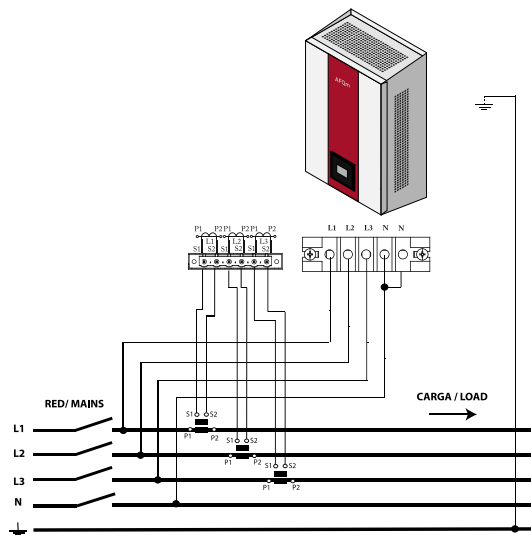 AFQm
L1 L2 L3 N N
P1 P2 P1 P2 P1 P2
L1 L2 L3
S1 S2 S1 S2 S1 S2
RED/ MAINS
CARGA / LOAD
S1 S2
L1
P1 P2
S1 S2
L2
P1 P2
S1 S2
L3
P1 P2
N